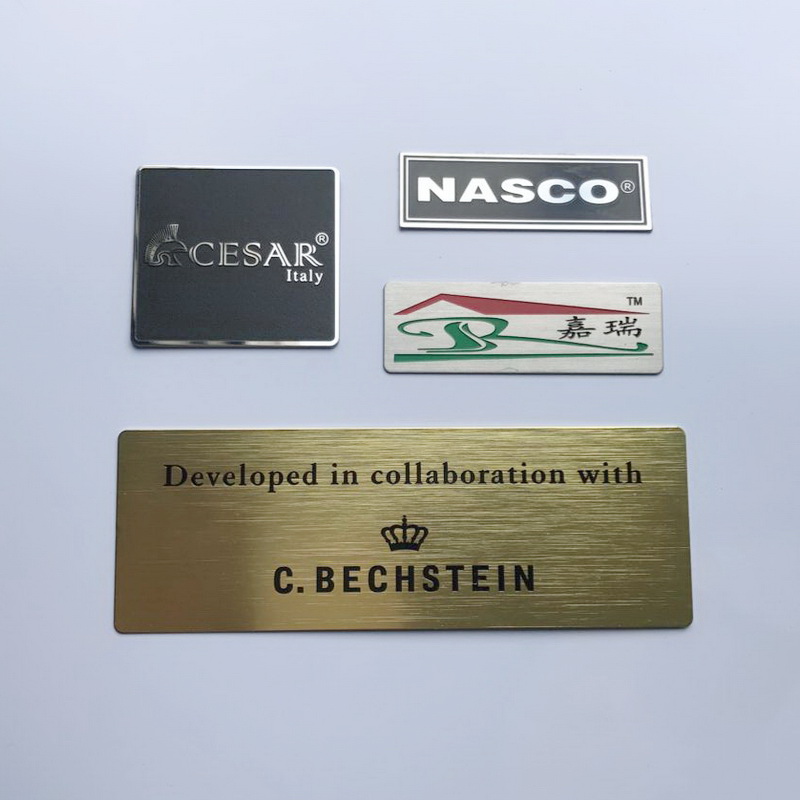 CESAR®
Italy
NASCO®
TM
嘉瑞
Developed in collaboration with
C. BECHSTEIN